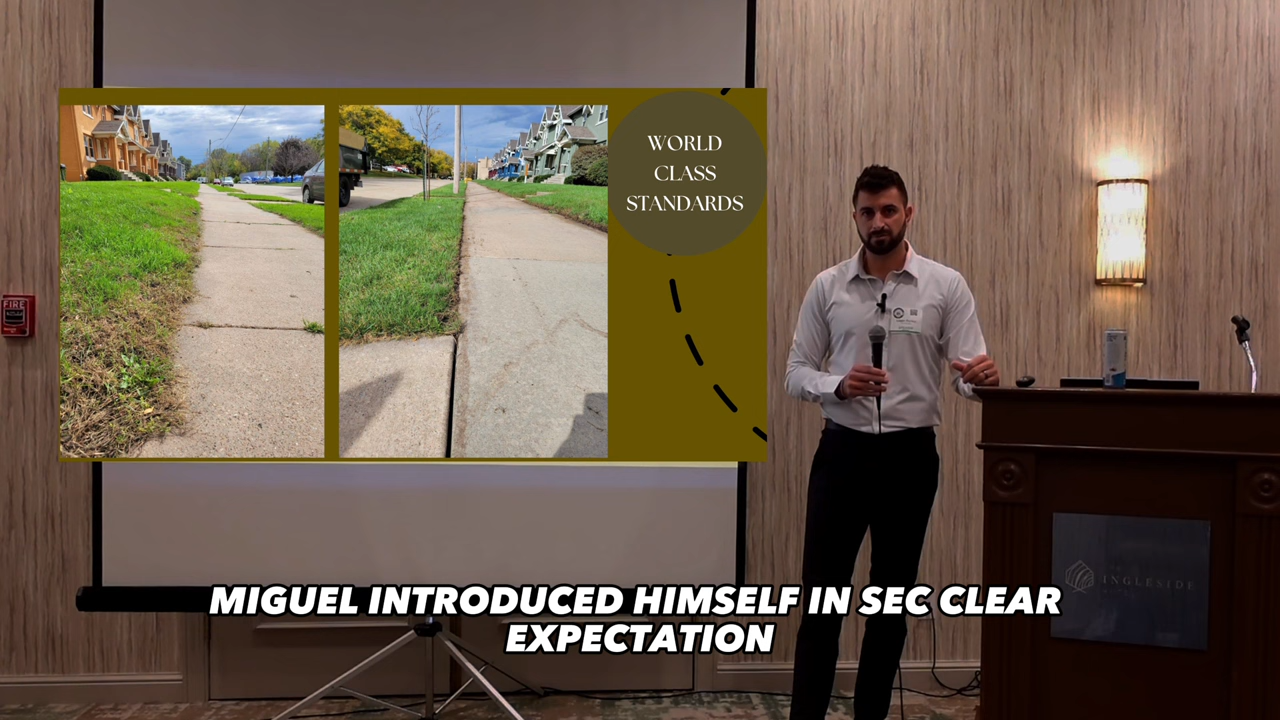 WORLD
CLASS
STANDARDS
FIRE
INGLESIDE
MIGUEL INTRODUCED HIMSELF IN SEC CLEAR
EXPECTATION